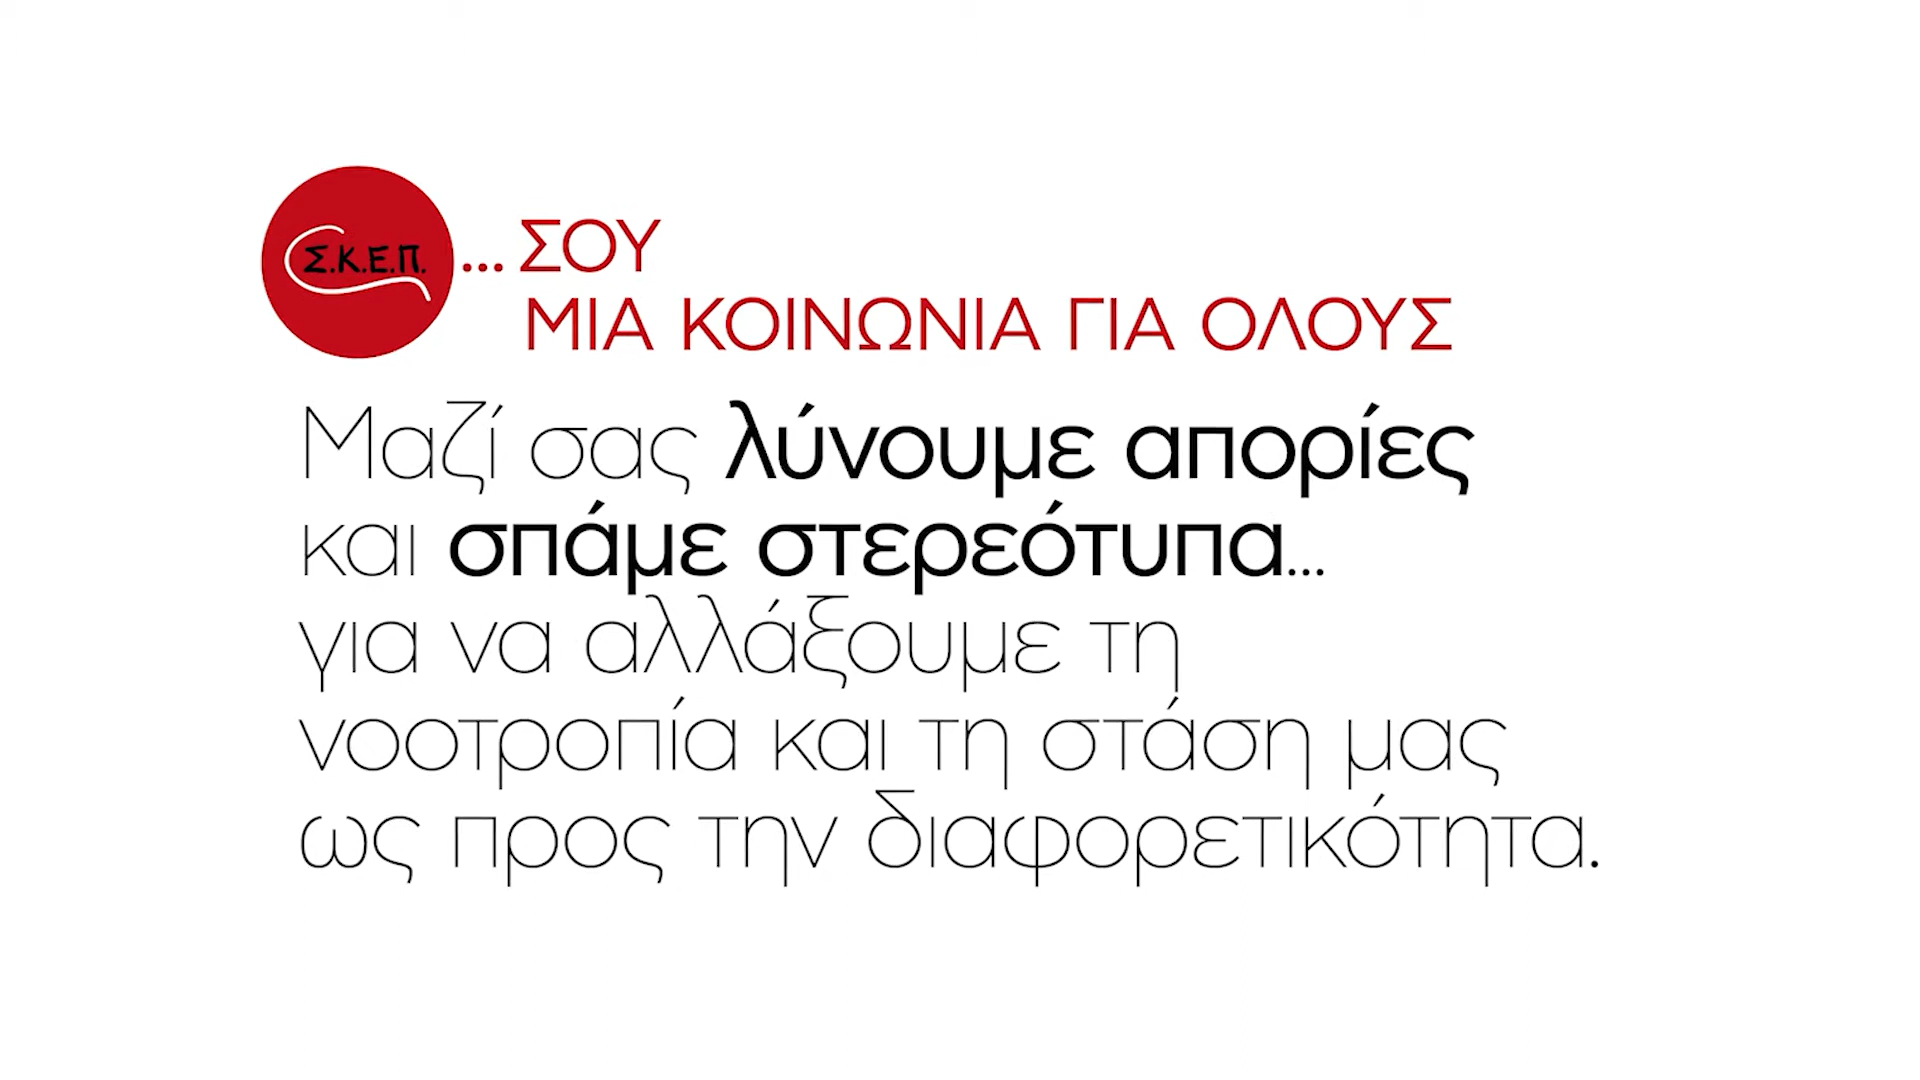 Σ.Κ.Ε.Π. ... ΣΟΥ
ΜΙΑ ΚΟΙΝΩΝΙΑ ΓΙΑ ΟΛΟΥΣ
Μαζί σας λύνουμε απορίες
και σπάμε στερεότυπα...
για να αλλάξουμε τη
νοοτροπία και τη στάση μας
ως προς την διαφορετικότητα.